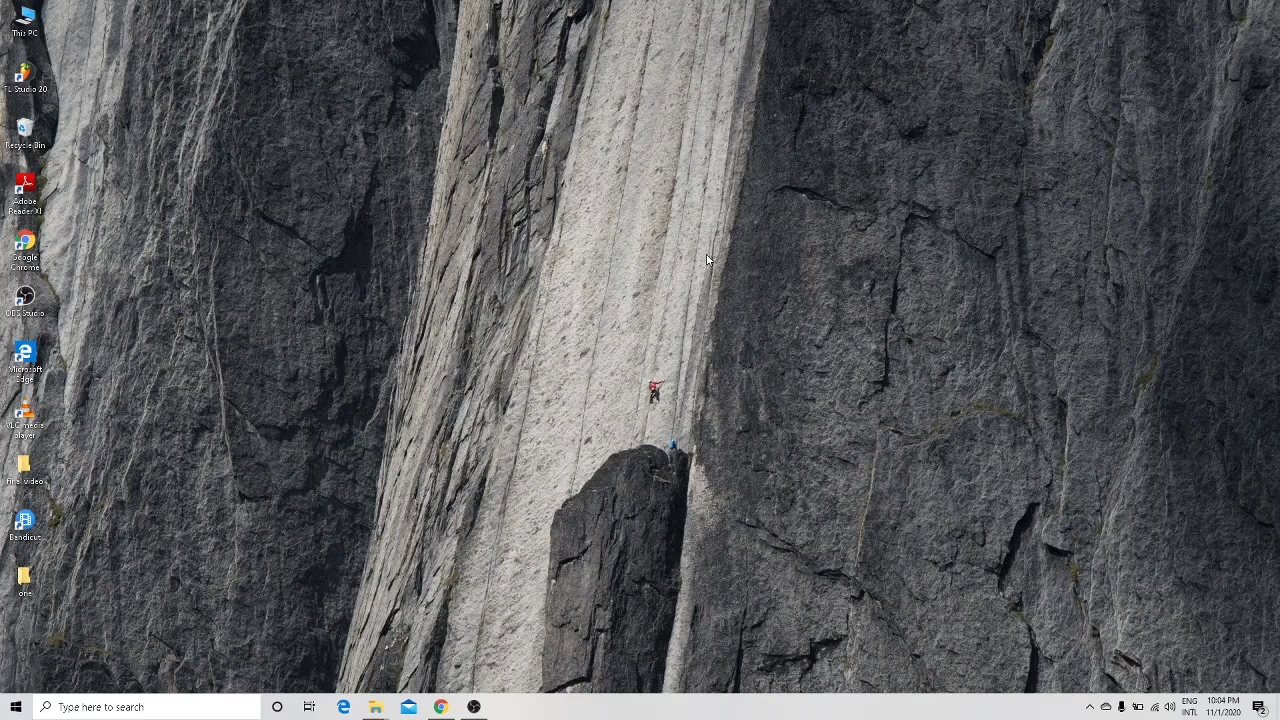 This PC
FL Studio 20
Recycle Bin
Adobe
Reader XI
Google
Chrome
OBS Studio
Microsoft
Edge
VLC media
player
final video
Bandicut
one
Type here to search
ENG
INTL
10:04 PM
11/1/2020
2